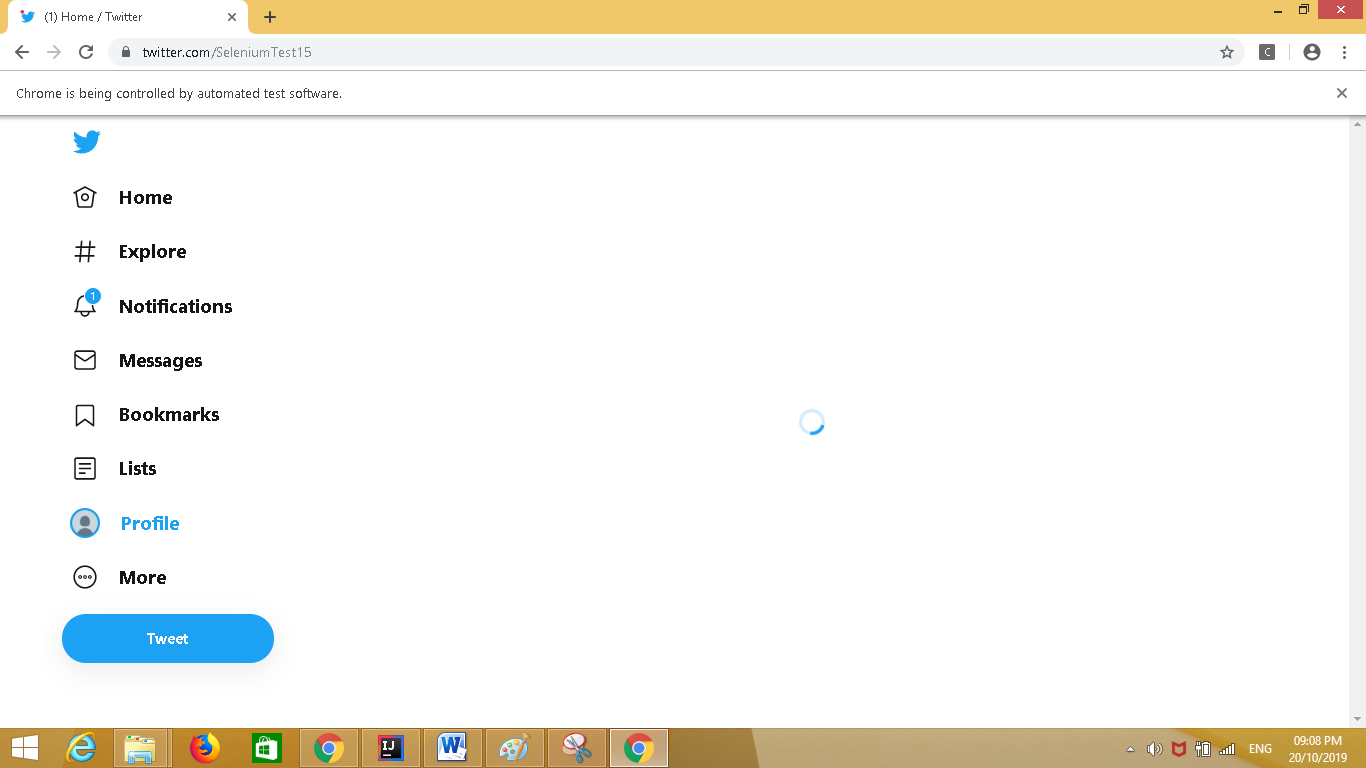 (1) Home / Twitter
twitter.com/SeleniumTest15
C
Chrome is being controlled by automated test software.
Home
Explore
1
Notifications
Messages
Bookmarks
Lists
Profile
More
Tweet
IJ
W
ENG
09:08 PM
20/10/2019